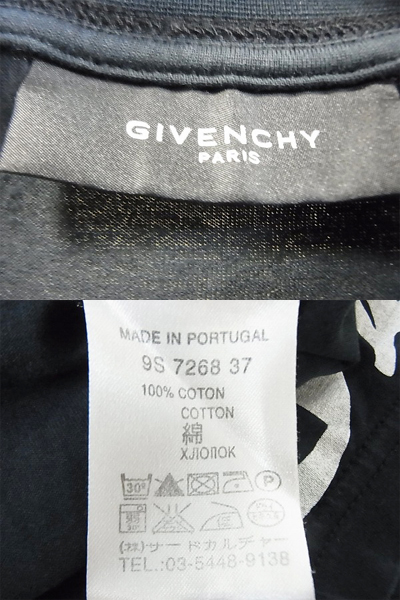 GIVENCHY
PARIS
MADE IN PORTUGAL
9S 7268 37
100% COTON
COTTON
綿
ХЛОПОК
30° P
(株)サードカルチャー
TEL:03-5448-9138